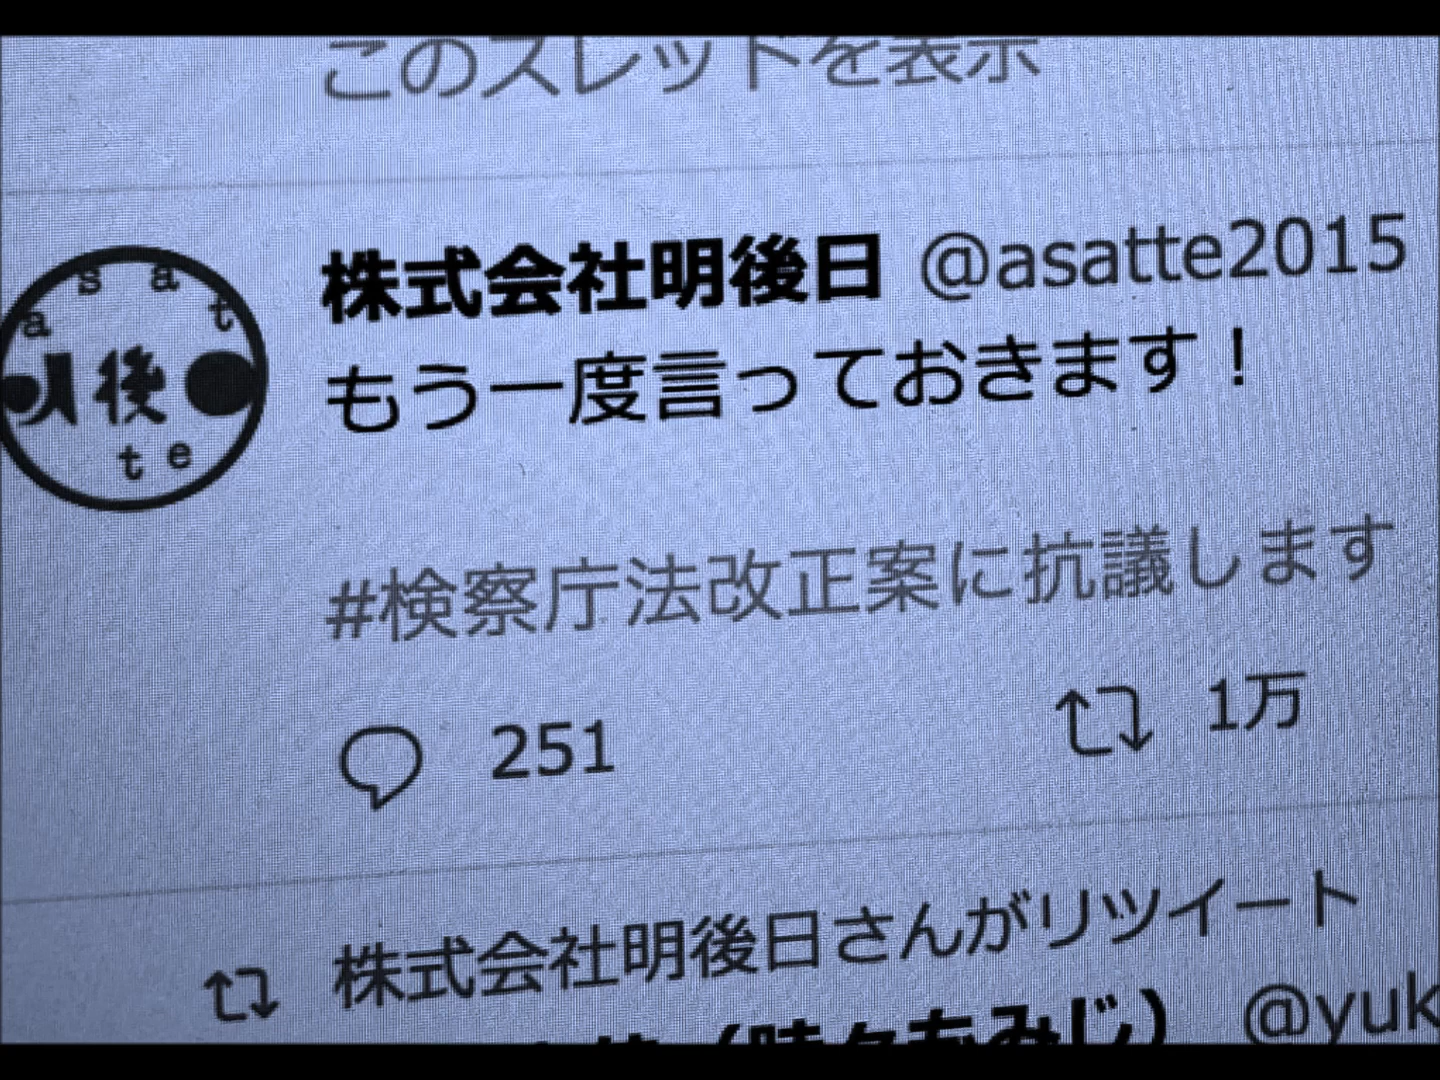 このスレットを表示
株式会社明後日 @asatte2015
もう一度言っておきます！
#検察庁法改正案に抗議します
251 1万
株式会社明後日さんがリツイート
@yuk
a s a t
後
t e